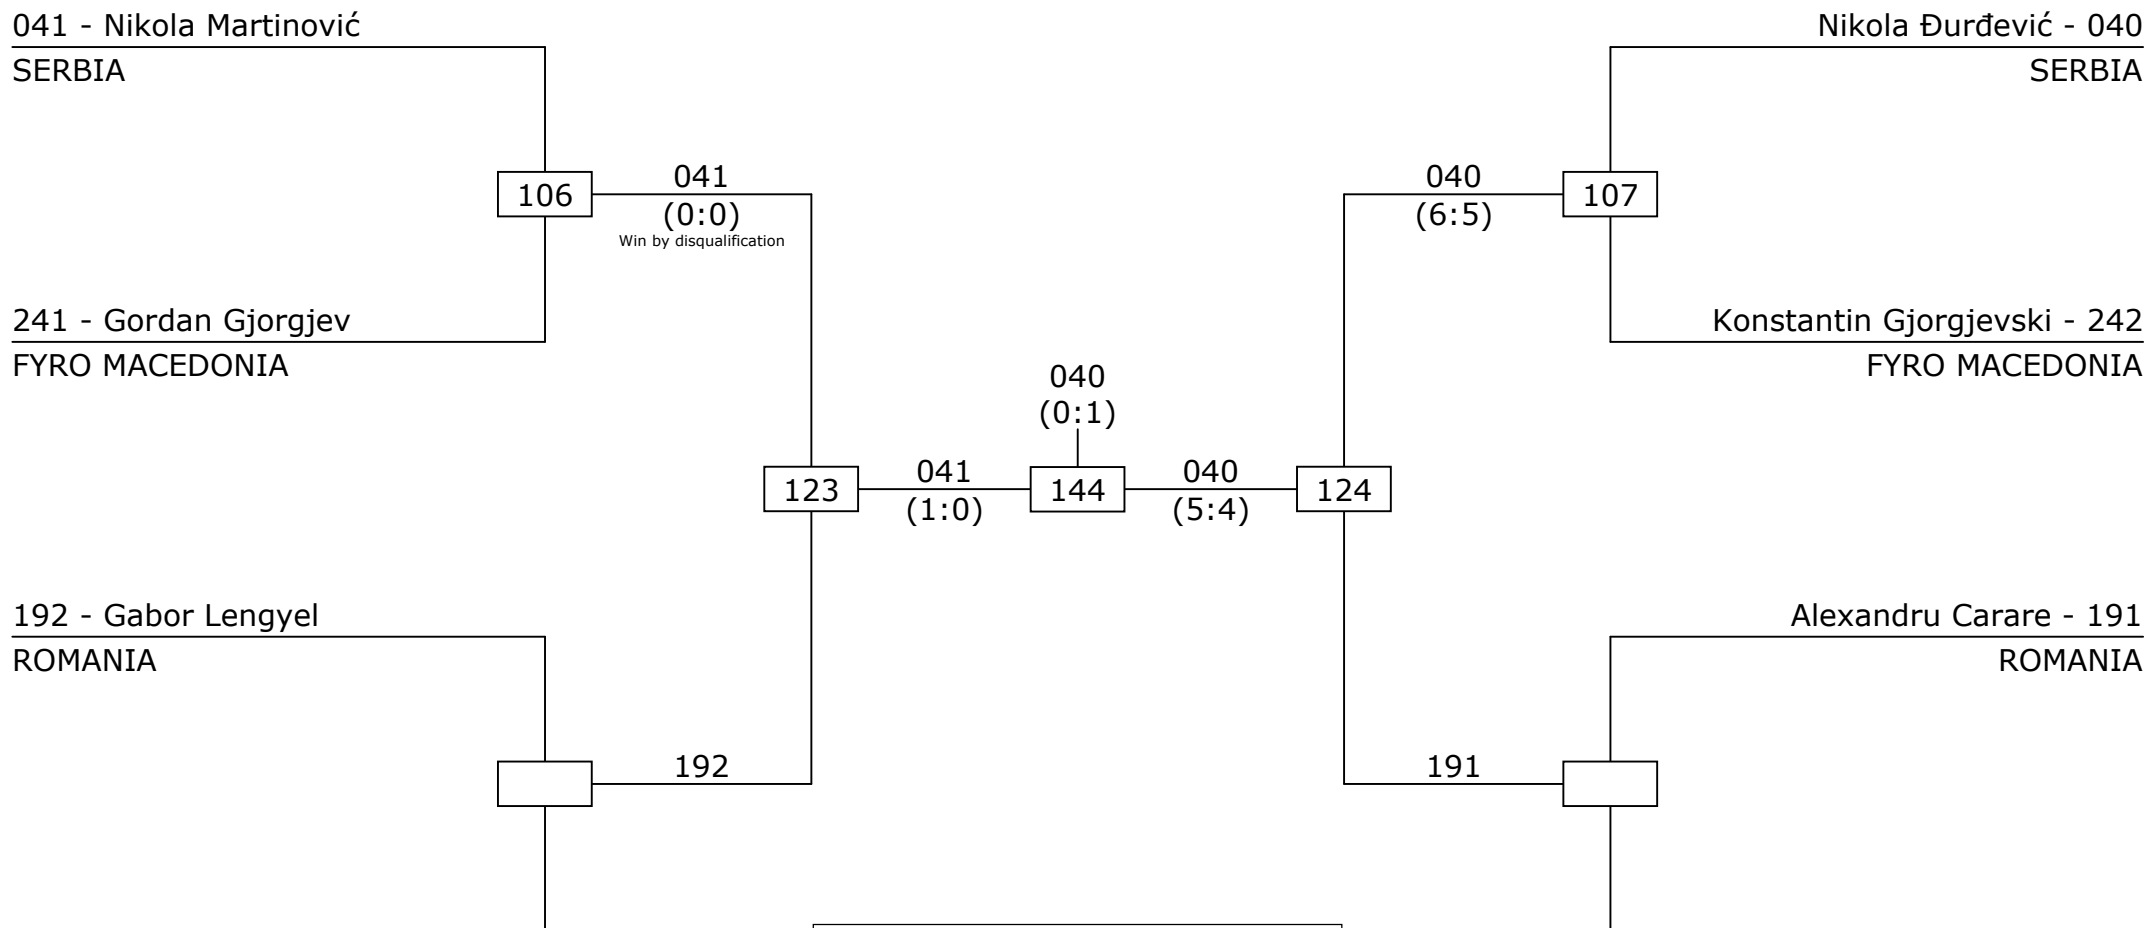 041 - Nikola Martinović
SERBIA
Nikola Đurđević - 040
SERBIA
106
041
(0:0)
Win by disqualification
040
(6:5)
107
241 - Gordan Gjorgjev
FYRO MACEDONIA
Konstantin Gjorgjevski - 242
FYRO MACEDONIA
040
(0:1)
123
041
(1:0)
144
040
(5:4)
124
192 - Gabor Lengyel
ROMANIA
Alexandru Carare - 191
ROMANIA
192
191